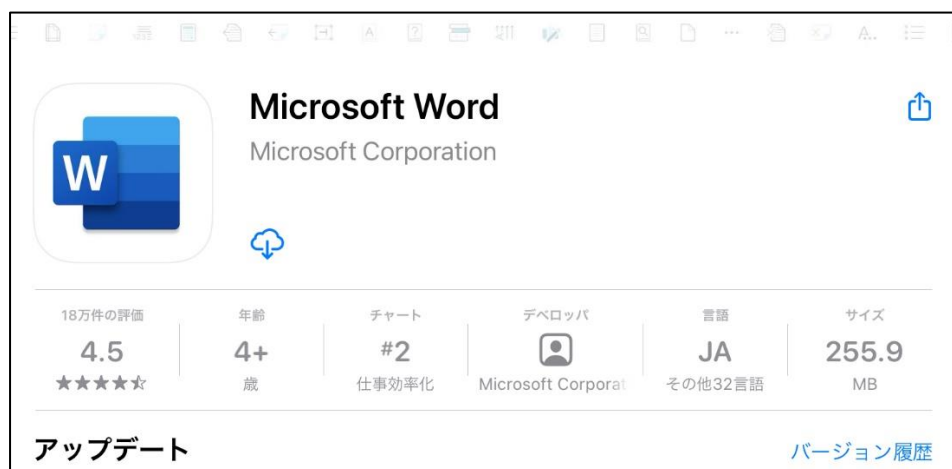 Microsoft Word
Microsoft Corporation
W
18万件の評価
年齢
チャート
デベロッパ
言語
サイズ
4.5
4+
#2
JA
255.9
歳
仕事効率化
Microsoft Corporat
その他32言語
MB
アップデート
バージョン履歴